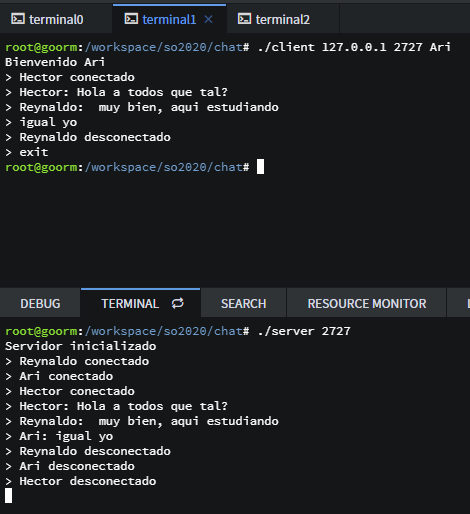 terminal0 terminal1 × terminal2
root@goorm:/workspace/so2020/chat# ./client 127.0.0.1 2727 Ari
Bienvenido Ari
> Hector conectado
> Hector: Hola a todos que tal?
> Reynaldo:  muy bien, aqui estudiando
> igual yo
> Reynaldo desconectado
> exit
root@goorm:/workspace/so2020/chat#
DEBUG TERMINAL SEARCH RESOURCE MONITOR
root@goorm:/workspace/so2020/chat# ./server 2727
Servidor inicializado
> Reynaldo conectado
> Ari conectado
> Hector conectado
> Hector: Hola a todos que tal?
> Reynaldo:  muy bien, aqui estudiando
> Ari: igual yo
> Reynaldo desconectado
> Ari desconectado
> Hector desconectado